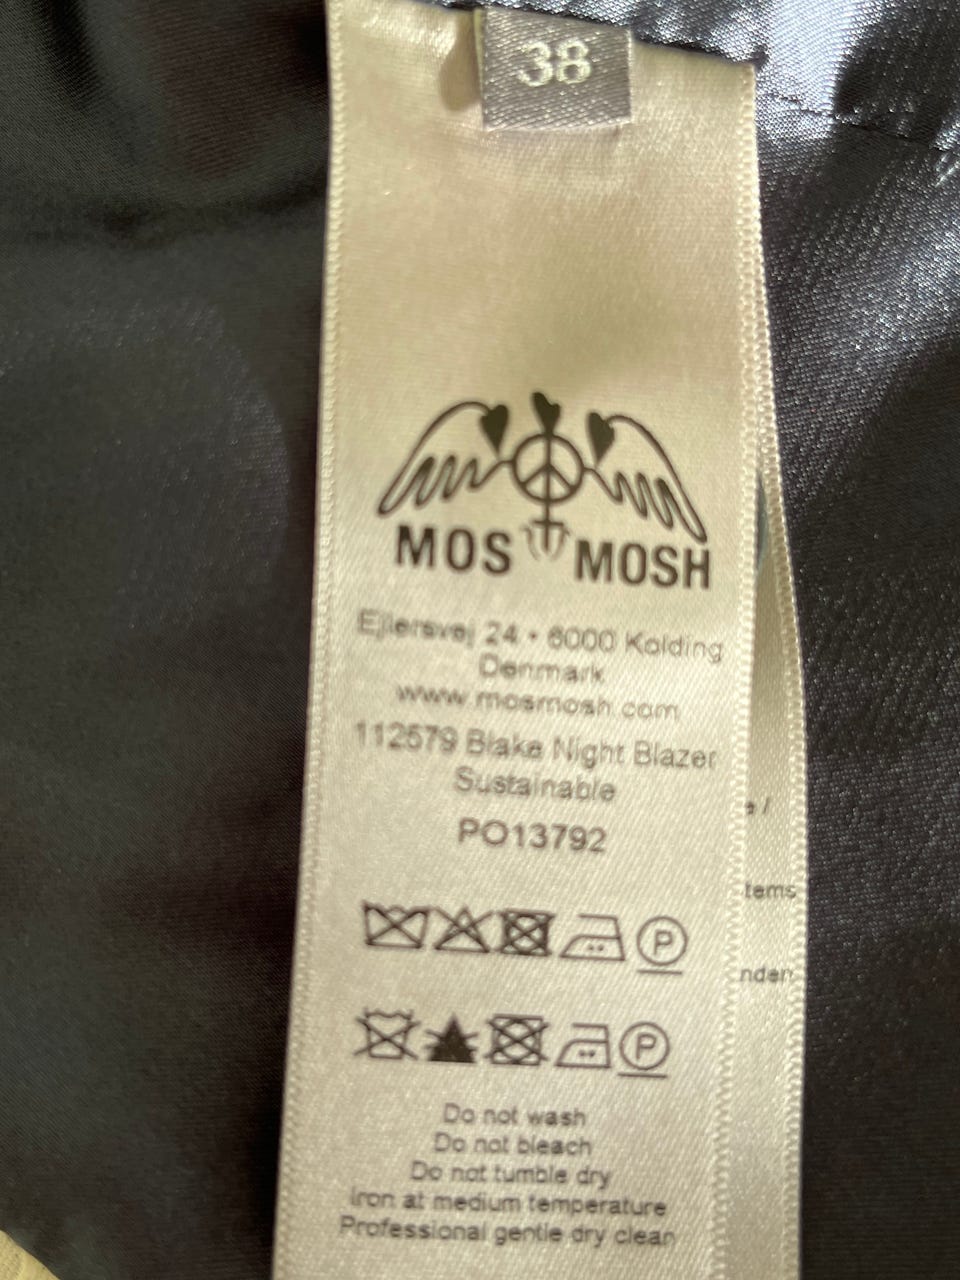 38
MOS MOSH
Ejlersvej 24 • 6000 Kolding
Denmark
www.mosmosh.com
112579 Blake Night Blazer
Sustainable
PO13792
P
P
Do not wash
Do not bleach
Do not tumble dry
Iron at medium temperature
Professional gentle dry clean